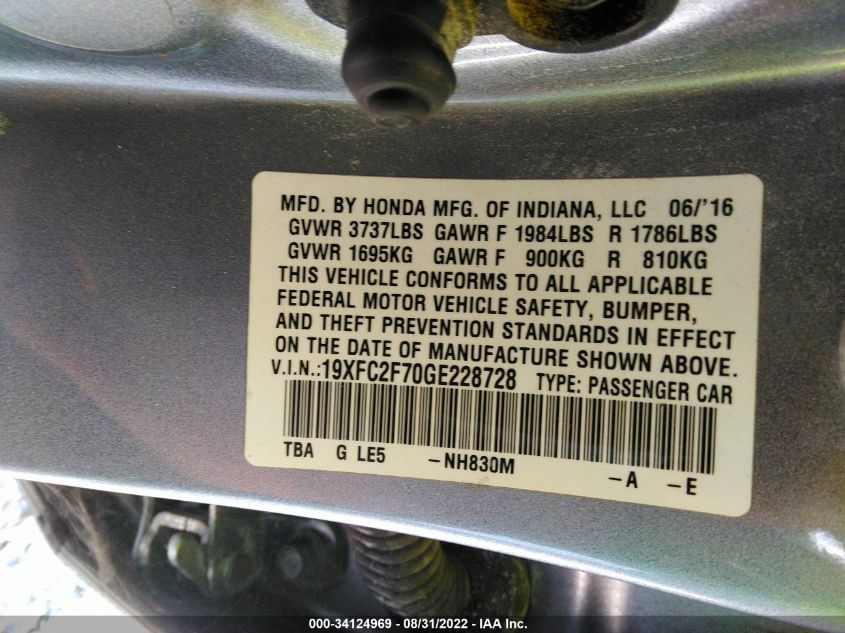 MFD. BY HONDA MFG. OF INDIANA, LLC 06/'16
GVWR 3737LBS GAWR F 1984LBS R 1786LBS
GVWR 1695KG GAWR F 900KG R 810KG
THIS VEHICLE CONFORMS TO ALL APPLICABLE
FEDERAL MOTOR VEHICLE SAFETY, BUMPER,
AND THEFT PREVENTION STANDARDS IN EFFECT
ON THE DATE OF MANUFACTURE SHOWN ABOVE.
V.I.N.:19XFC2F70GE228728 TYPE: PASSENGER CAR
TBA G LE5 -NH830M -A -E
000-34124969 - 08/31/2022 - IAA Inc.